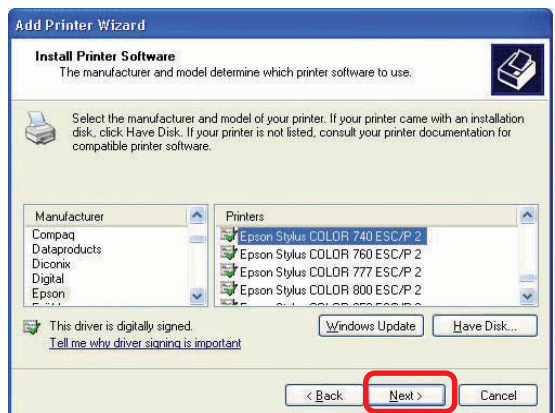 Add Printer Wizard
Install Printer Software
The manufacturer and model determine which printer software to use.
Select the manufacturer and model of your printer. If your printer came with an installation
disk, click Have Disk. If your printer is not listed, consult your printer documentation for
compatible printer software.
Manufacturer
Compaq
Dataproducts
Diconix
Digital
Epson
Printers
Epson Stylus COLOR 740 ESC/P 2
Epson Stylus COLOR 760 ESC/P 2
Epson Stylus COLOR 777 ESC/P 2
Epson Stylus COLOR 800 ESC/P 2
This driver is digitally signed.
Tell me why driver signing is important
Windows Update
Have Disk...
< Back
Next >
Cancel